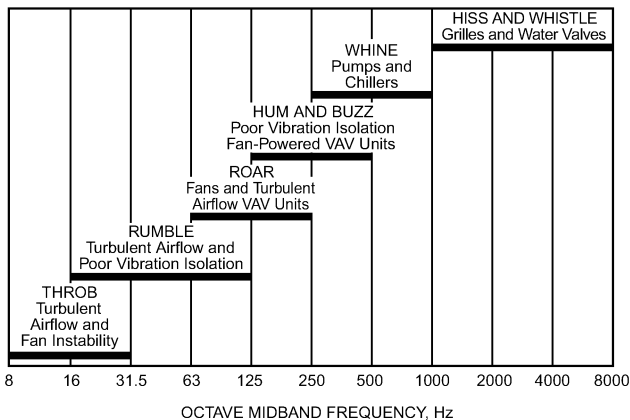 HISS AND WHISTLE
Grilles and Water Valves
WHINE
Pumps and
Chillers
HUM AND BUZZ
Poor Vibration Isolation
Fan-Powered VAV Units
ROAR
Fans and Turbulent
Airflow VAV Units
RUMBLE
Turbulent Airflow and
Poor Vibration Isolation
THROB
Turbulent
Airflow and
Fan Instability
8 16 31.5 63 125 250 500 1000 2000 4000 8000
OCTAVE MIDBAND FREQUENCY, Hz